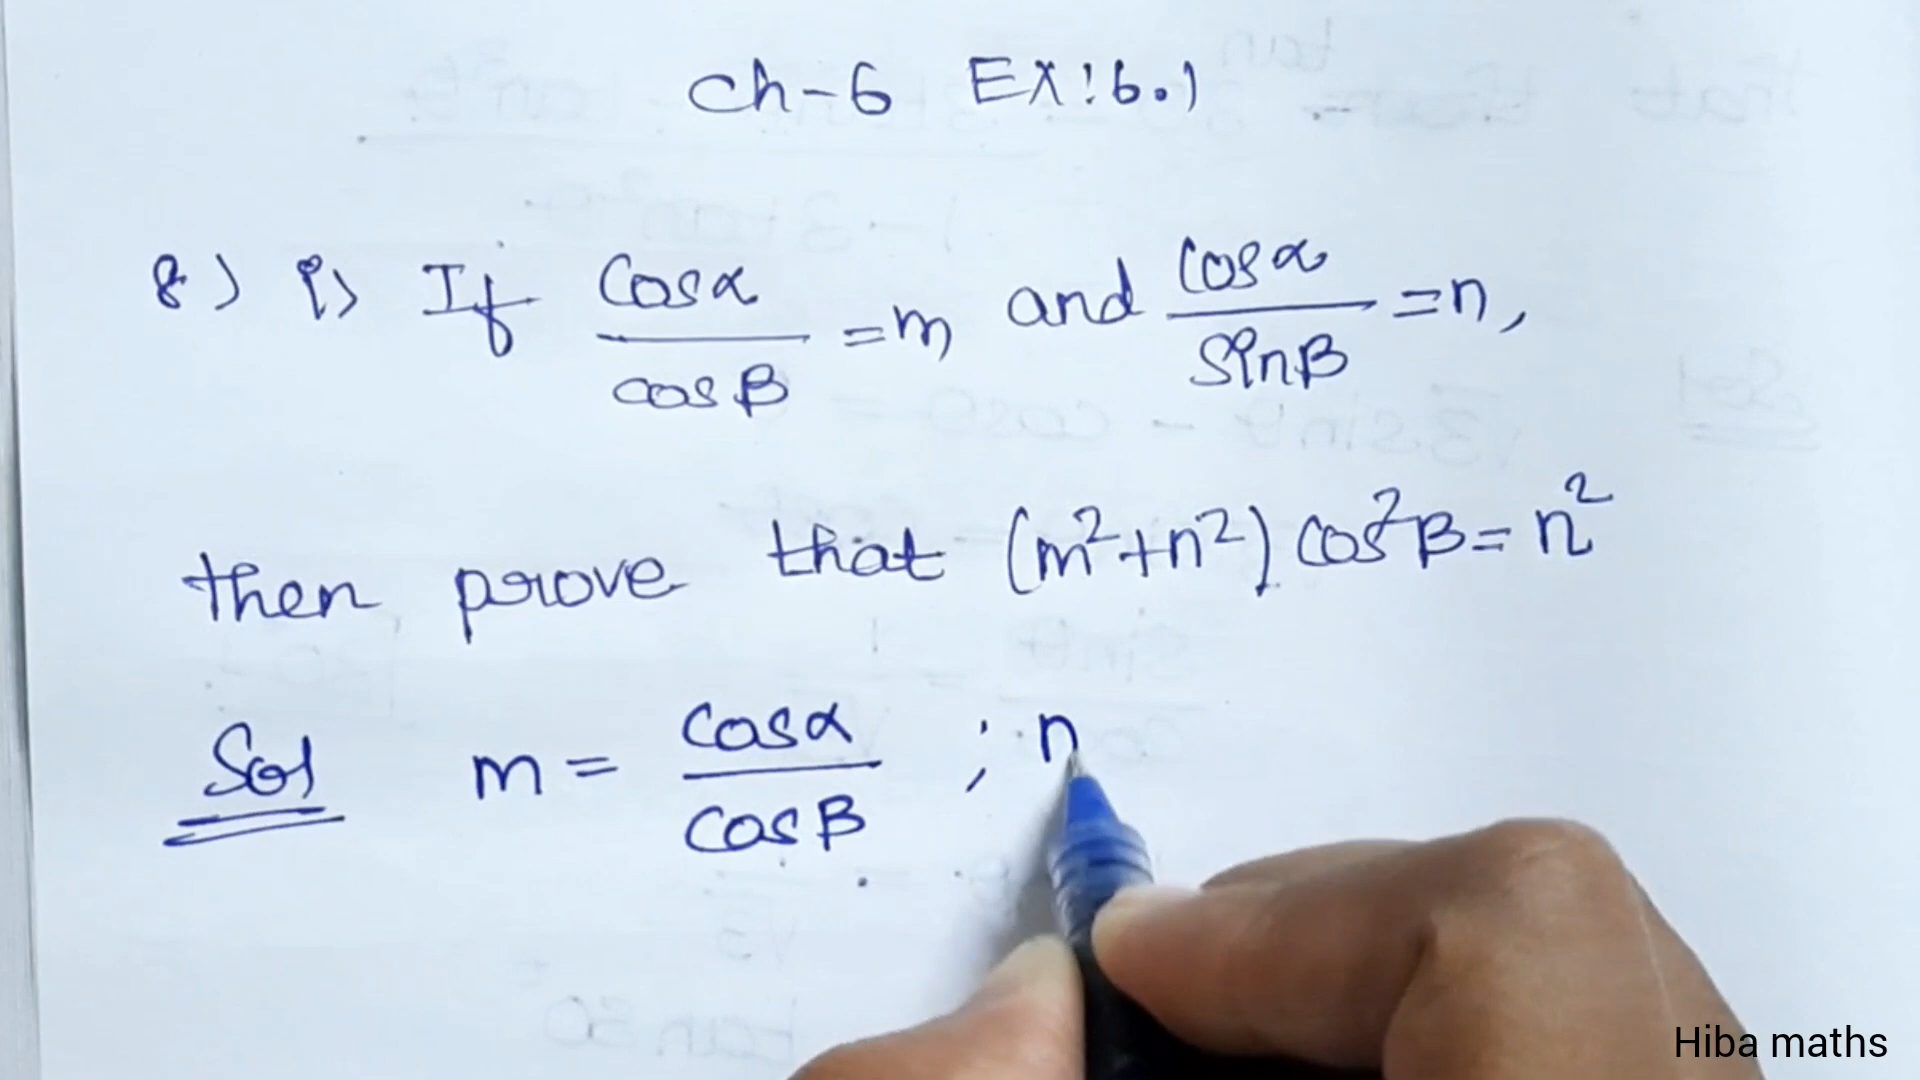 Ch-6 EX:6.1
8) i) If cosα/cosβ =m and cosα/sinβ =n,
then prove that (m²+n²) cos²β = n²
Sol m = cosα/cosβ ; n
Hiba maths